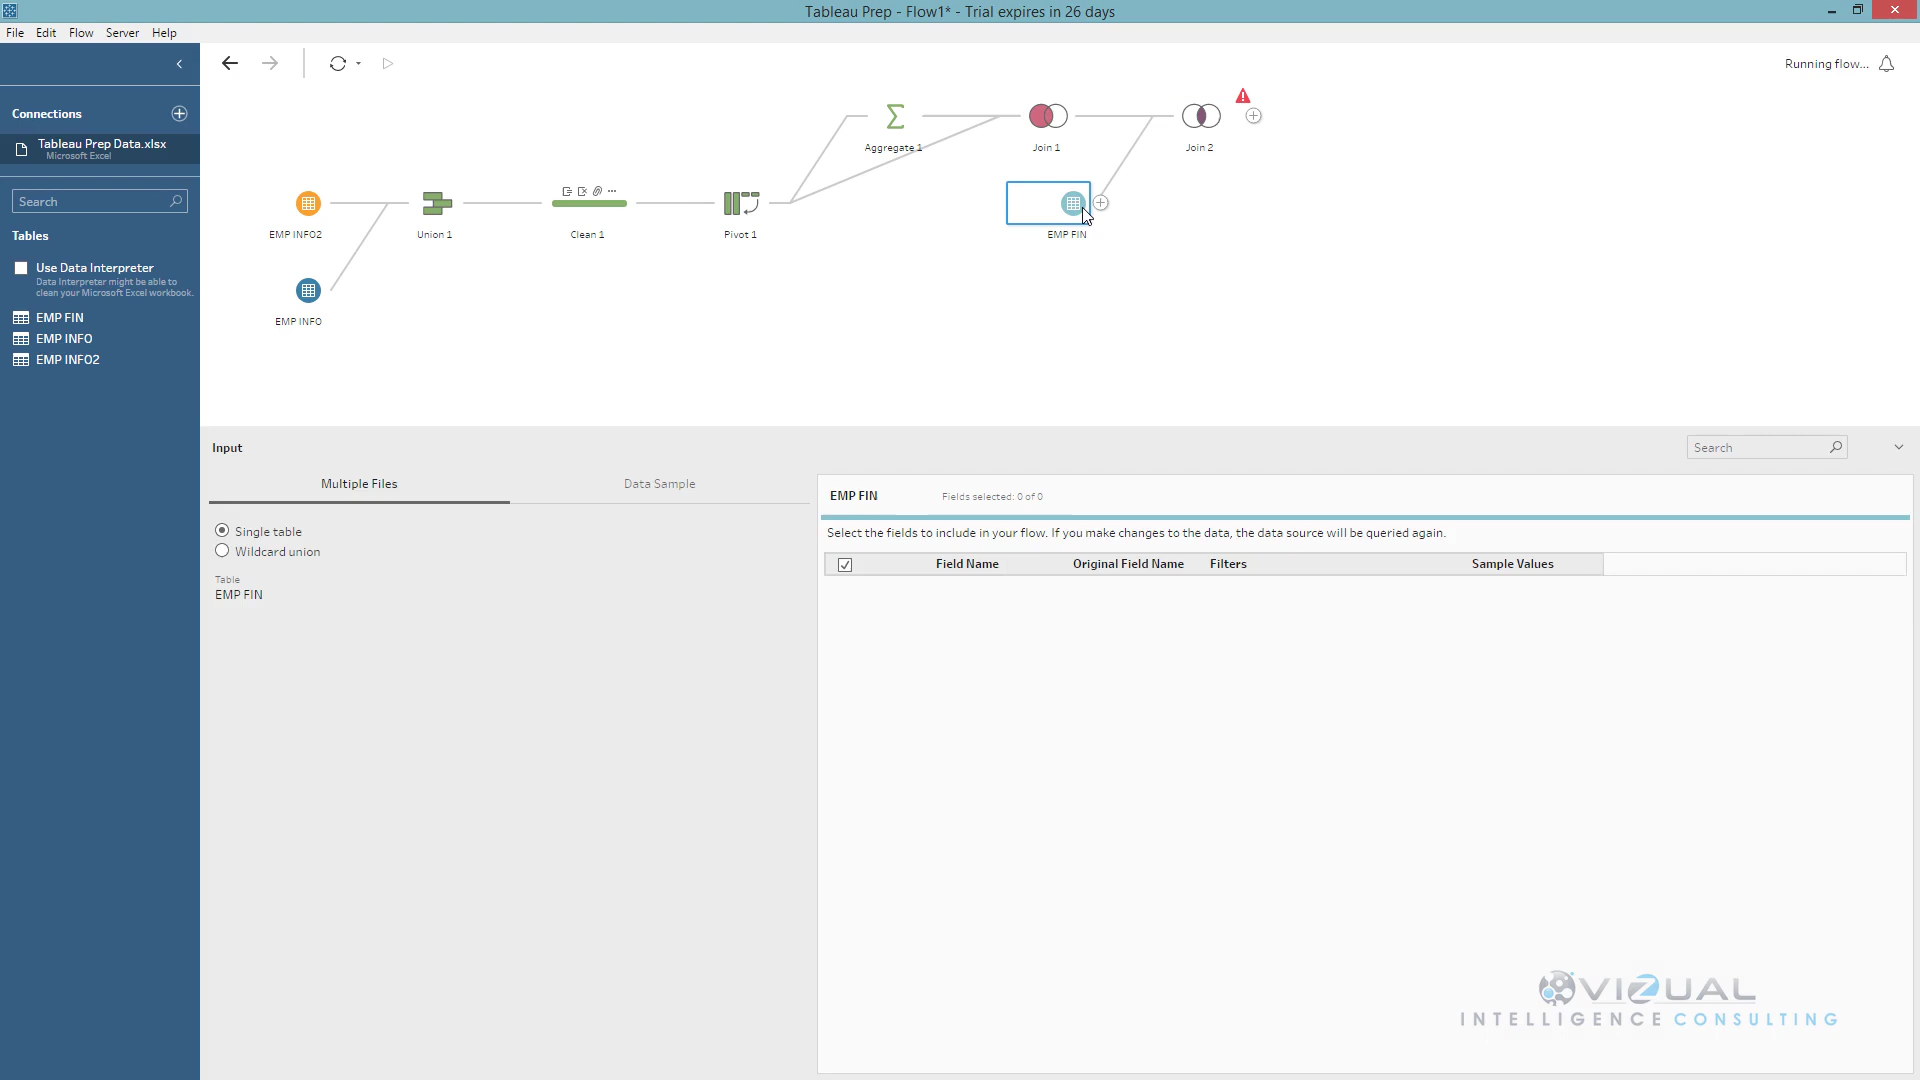 Tableau Prep - Flow1* - Trial expires in 26 days
File Edit Flow Server Help
Running flow...
Connections
Tableau Prep Data.xlsx
Microsoft Excel
Search
Tables
Use Data Interpreter
Data Interpreter might be able to
clean your Microsoft Excel workbook.
EMP FIN
EMP INFO
EMP INFO2
Aggregate 1
Join 1
Join 2
EMP INFO2
Union 1
Clean 1
Pivot 1
EMP FIN
EMP INFO
Input
Search
Multiple Files
Data Sample
Single table
Wildcard union
Table
EMP FIN
EMP FIN
Fields selected: 0 of 0
Select the fields to include in your flow. If you make changes to the data, the data source will be queried again.
Field Name Original Field Name Filters Sample Values
VIZUAL
INTELLIGENCE CONSULTING